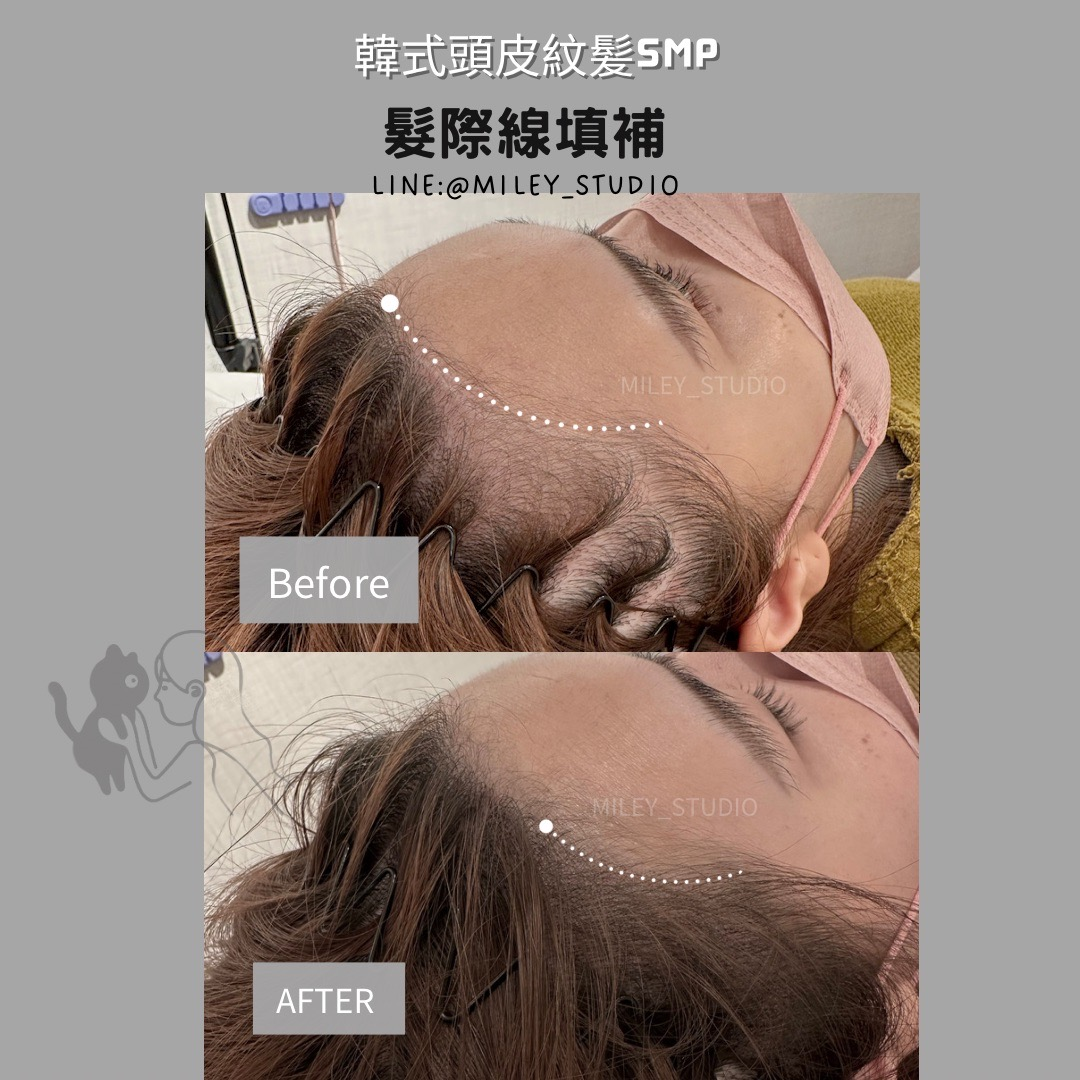 韓式頭皮紋髮SMP
髮際線填補
LINE:@MILEY_STUDIO
MILEY_STUDIO
Before
MILEY_STUDIO
AFTER